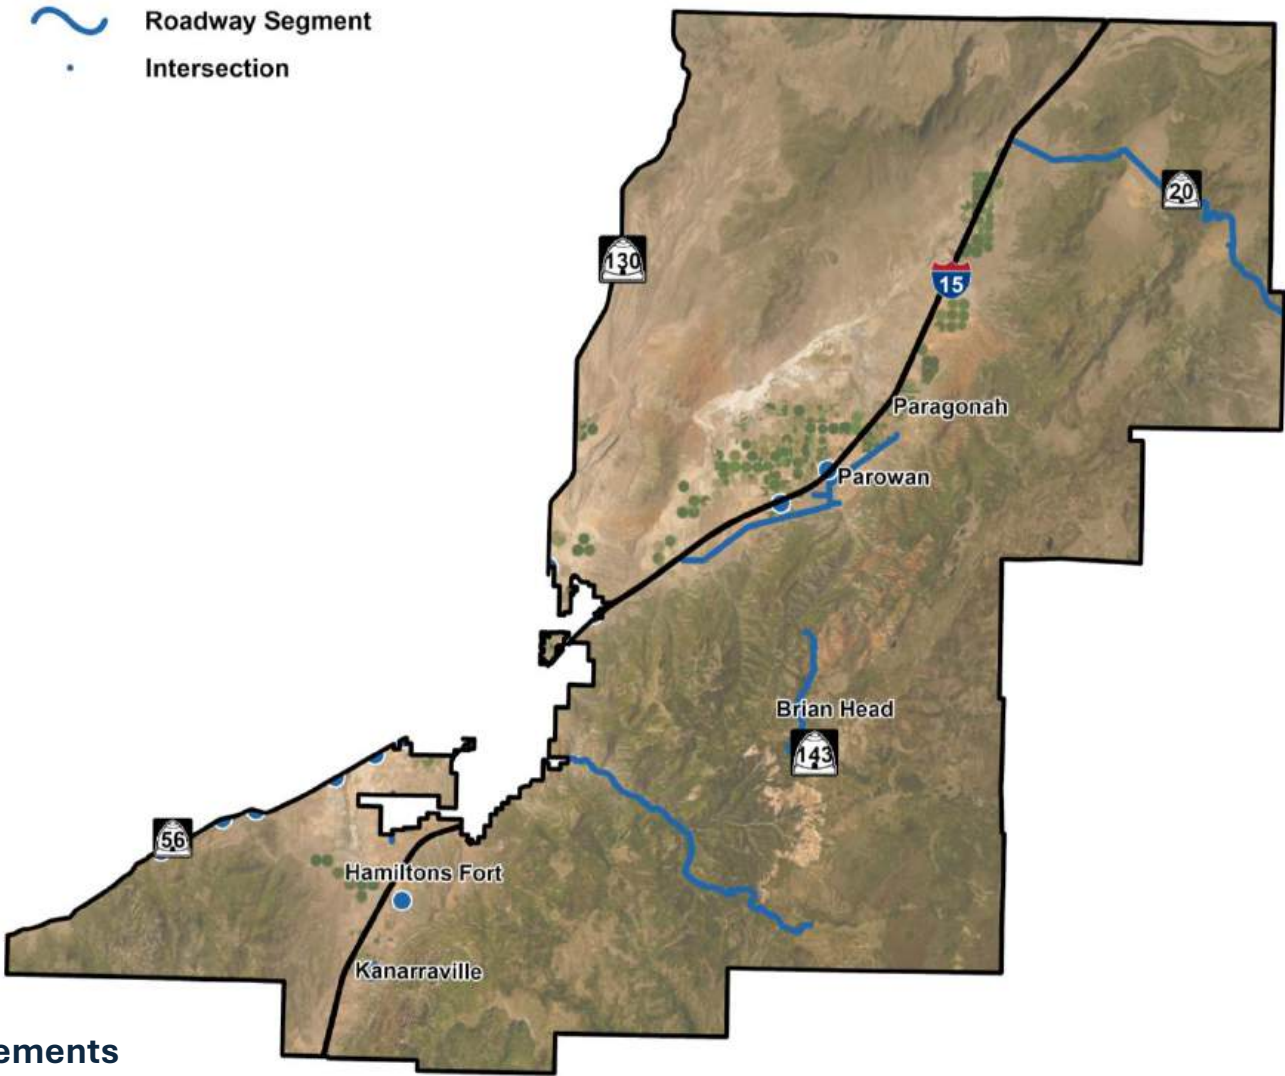 Roadway Segment
Intersection
20
130
15
Paragonah
Parowan
Brian Head
143
56
Hamiltons Fort
Kanarraville
ements